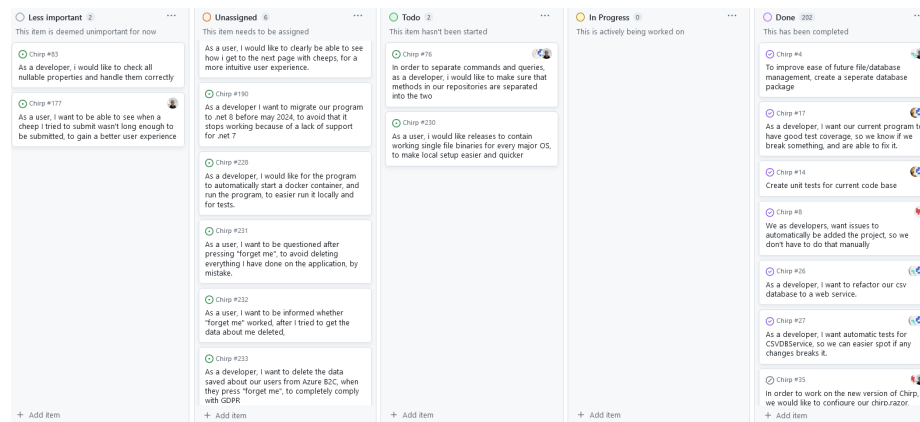 Less important 2
This item is deemed unimportant for now
Chirp #83
As a developer, i would like to check all
nullable properties and handle them correctly
Chirp #177
As a user, I want to be able to see when a
cheep I tried to submit wasn't long enough to
be submitted, to gain a better user experience
+ Add item
Unassigned 6
This item needs to be assigned
As a user, I would like to clearly be able to see
how i get to the next page with cheeps, for a
more intuitive user experience.
Chirp #190
As a developer I want to migrate our program
to .net 8 before may 2024, to avoid that it
stops working because of a lack of support
for .net 7
Chirp #228
As a developer, I would like for the program
to automatically start a docker container, and
run the program, to easier run it locally and
for tests.
Chirp #231
As a user, I want to be questioned after
pressing "forget me", to avoid deleting
everything I have done on the application, by
mistake.
Chirp #232
As a user, I want to be informed whether
"forget me" worked, after I tried to get the
data about me deleted,
Chirp #233
As a developer, I want to delete the data
saved about our users from Azure B2C, when
they press "forget me", to completely comply
with GDPR
+ Add item
Todo 2
This item hasn't been started
Chirp #76
In order to separate commands and queries,
as a developer, i would like to make sure that
methods in our repositories are separated
into the two
Chirp #230
As a user, i would like releases to contain
working single file binaries for every major OS,
to make local setup easier and quicker
+ Add item
In Progress 0
This is actively being worked on
+ Add item
Done 202
This has been completed
Chirp #4
To improve ease of future file/database
management, create a seperate database
package
Chirp #17
As a developer, I want our current program to
have good test coverage, so we know if we
break something, and are able to fix it.
Chirp #14
Create unit tests for current code base
Chirp #8
We as developers, want issues to
automatically be added the project, so we
don't have to do that manually
Chirp #26
As a developer, I want to refactor our csv
database to a web service.
Chirp #27
As a developer, I want automatic tests for
CSVDBService, so we can easier spot if any
changes breaks it.
Chirp #35
In order to work on the new version of Chirp,
we would like to configure our chirp.razor.
+ Add item